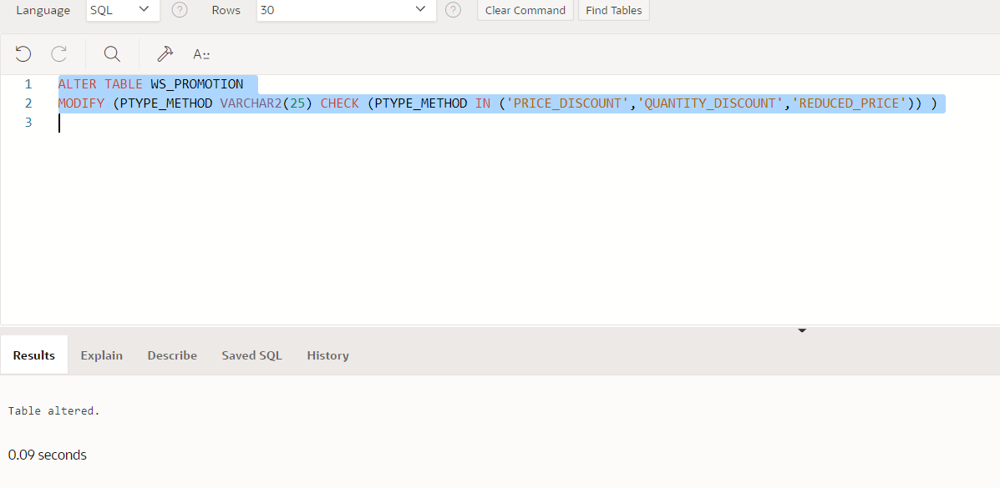 Language SQL Rows 30 Clear Command Find Tables
A::
1 ALTER TABLE WS_PROMOTION
2 MODIFY (PTYPE_METHOD VARCHAR2(25) CHECK (PTYPE_METHOD IN ('PRICE_DISCOUNT','QUANTITY_DISCOUNT','REDUCED_PRICE')) )
3
Results Explain Describe Saved SQL History
Table altered.
0.09 seconds